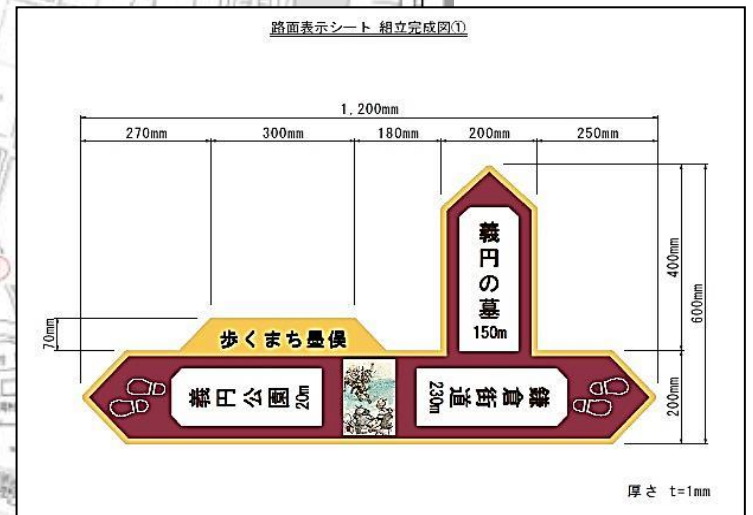 路面表示シート 組立完成図①
1,200mm
270mm
300mm
180mm
200mm
250mm
400mm
600mm
200mm
70mm
義円の墓
150m
歩くまち墨俣
義円公園
20m
鎌倉街道
230m
厚さ t=1mm